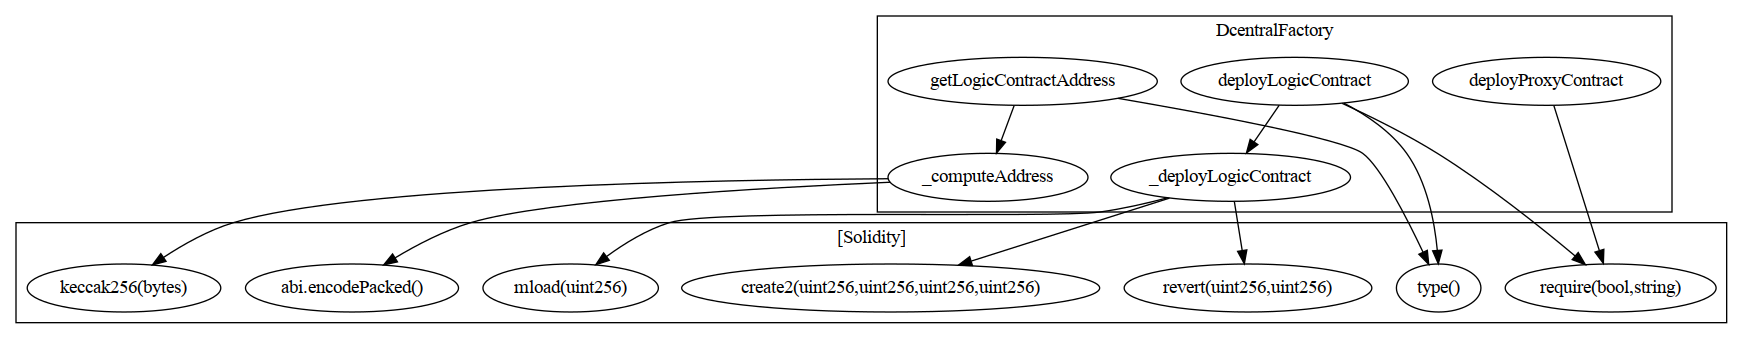 DcentralFactory
getLogicContractAddress
deployLogicContract
deployProxyContract
_computeAddress
_deployLogicContract
[Solidity]
keccak256(bytes)
abi.encodePacked()
mload(uint256)
create2(uint256,uint256,uint256,uint256)
revert(uint256,uint256)
type()
require(bool,string)